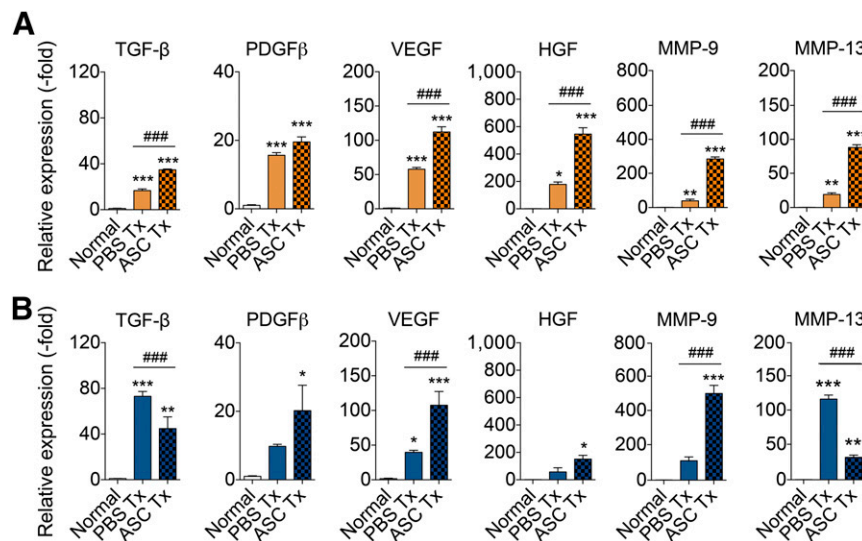 A
Relative expression (-fold)
TGF-β
120
80
40
0
###
***
***
Normal
PBS Tx
ASC Tx
PDGFβ
40
20
0
***
***
Normal
PBS Tx
ASC Tx
VEGF
200
150
100
50
0
###
***
***
Normal
PBS Tx
ASC Tx
HGF
1,000
800
600
400
200
0
###
*
***
Normal
PBS Tx
ASC Tx
MMP-9
800
600
400
200
0
###
**
***
Normal
PBS Tx
ASC Tx
MMP-13
200
150
100
50
0
###
**
***
Normal
PBS Tx
ASC Tx
B
Relative expression (-fold)
TGF-β
120
80
40
0
###
***
**
Normal
PBS Tx
ASC Tx
PDGFβ
40
20
0
*
Normal
PBS Tx
ASC Tx
VEGF
200
150
100
50
0
###
*
***
Normal
PBS Tx
ASC Tx
HGF
1,000
800
600
400
200
0
*
Normal
PBS Tx
ASC Tx
MMP-9
800
600
400
200
0
###
***
Normal
PBS Tx
ASC Tx
MMP-13
200
150
100
50
0
###
***
**
Normal
PBS Tx
ASC Tx